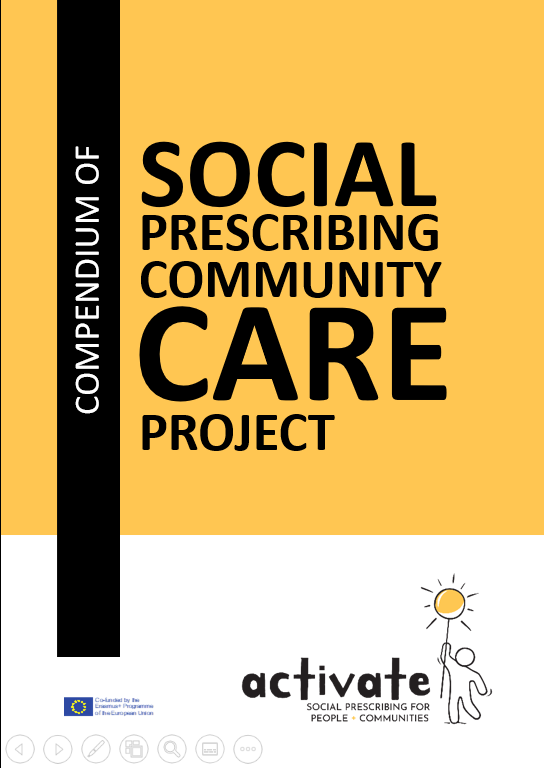 COMPENDIUM OF
SOCIAL
PRESCRIBING
COMMUNITY
CARE
PROJECT
activate
SOCIAL PRESCRIBING FOR
PEOPLE • COMMUNITIES
Co-funded by the
Erasmus+ Programme
of the European Union